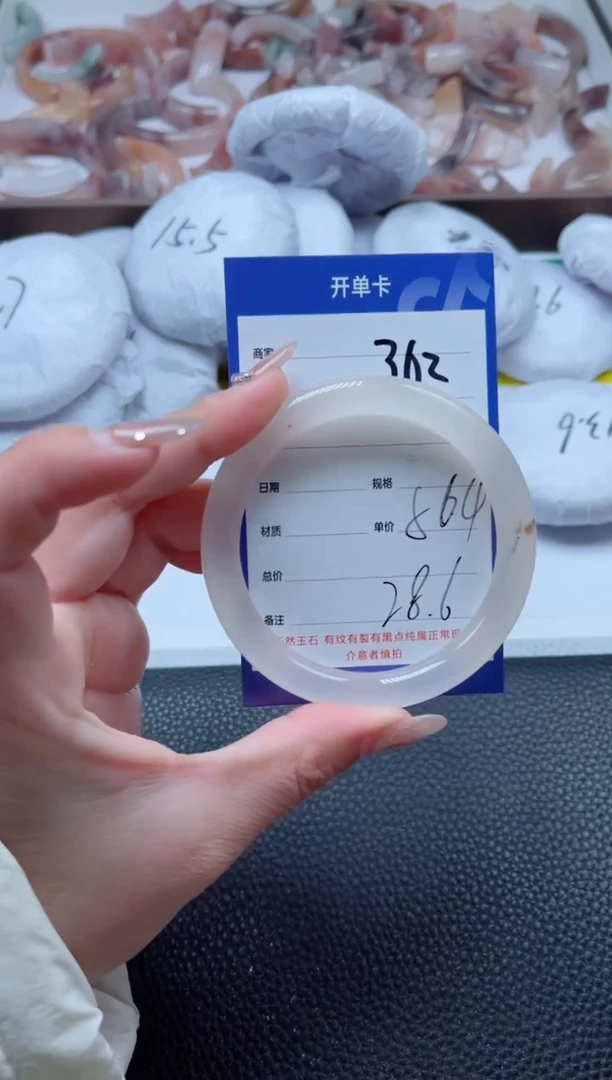 15.5
开单卡
商家 362
日期 规格
材质 单价 864
总价
备注 28.6
然玉石 有纹有裂有黑点纯属正常现
介意者慎拍
13.6